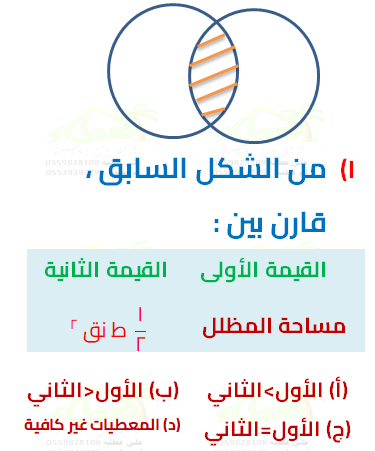 ١) من الشكل السابق ،
قارن بين :
القيمة الأولى القيمة الثانية
مساحة المظلل ١/٢ ط نق ٢
(أ) الأول>الثاني (ب) الأول<الثاني
(ج) الأول=الثاني (د) المعطيات غير كافية